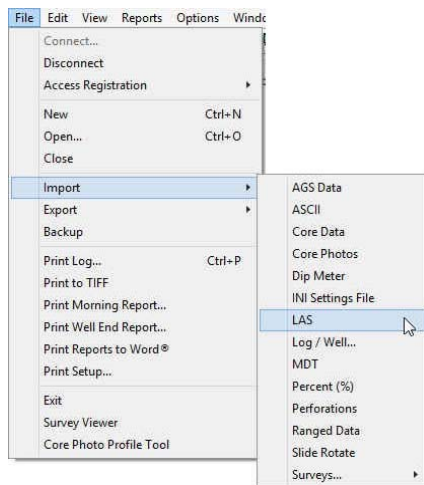 File Edit View Reports Options
Connect...
Disconnect
Access Registration
New Ctrl+N
Open... Ctrl+O
Close
Import
Export
Backup
Print Log... Ctrl+P
Print to TIFF
Print Morning Report...
Print Well End Report...
Print Reports to Word®
Print Setup...
Exit
Survey Viewer
Core Photo Profile Tool
AGS Data
ASCII
Core Data
Core Photos
Dip Meter
INI Settings File
LAS
Log / Well...
MDT
Percent (%)
Perforations
Ranged Data
Slide Rotate
Surveys...